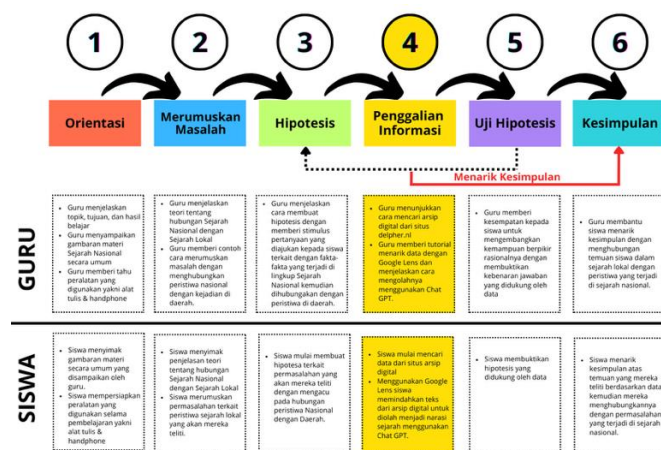 1
2
3
4
5
6
Orientasi
Merumuskan
Masalah
Hipotesis
Penggalian
Informasi
Uji Hipotesis
Kesimpulan
Menarik Kesimpulan
GURU
Guru menjelaskan
topik, tujuan, dan hasil
belajar
Guru menyampaikan
gambaran materi
Sejarah Nasional
secara umum
Guru memberi tahu
peralatan yang
digunakan yakni alat
tulis & handphone
Guru menjelaskan
teori tentang
hubungan Sejarah
Nasional dengan
Sejarah Lokal
Guru memberi contoh
cara merumuskan
masalah dengan
menghubungkan
peristiwa nasional
dengan kejadian di
daerah.
Guru menjelaskan
cara membuat
hipotesis dengan
memberi stimulus
pertanyaan yang
diajukan kepada siswa
terkait dengan fakta-
fakta yang terjadi di
lingkup Sejarah
Nasional kemudian
dihubungkan dengan
peristiwa di daerah.
Guru menunjukkan
cara mencari arsip
digital dari situs
delpher.nl
Guru memberi tutorial
menarik data dengan
Google Lens dan
menjelaskan cara
mengolahnya
menggunakan Chat
GPT.
Guru memberi
kesempatan kepada
siswa untuk
mengembangkan
kemampuan berpikir
rasionalnya dengan
membuktikan
kebenaran jawaban
yang didukung oleh
data
Guru membantu
siswa menarik
kesimpulan dengan
menghubungan
temuan siswa dalam
sejarah lokal dengan
peristiwa yang terjadi
di sejarah nasional.
SISWA
Siswa menyimak
gambaran materi
secara umum yang
disampaikan oleh
guru.
Siswa mempersiapkan
peralatan yang
digunakan selama
pembelajaran yakni
alat tulis &
handphone
Siswa menyimak
penjelasan teori
tentang hubungan
Sejarah Nasional
dengan Sejarah Lokal
Siswa merumuskan
permasalahan terkait
peristiwa sejarah lokal
yang akan mereka
teliti.
Siswa mulai membuat
hipotesa terkait
permasalahan yang
akan mereka teliti
dengan mengacu
pada hubungan
peristiwa Nasional
dengan Daerah.
Siswa mulai mencari
data dari situs arsip
digital
Menggunakan Google
Lens siswa
memindahkan teks
dari arsip digital untuk
diolah menjadi narasi
sejarah menggunakan
Chat GPT.
Siswa membuktikan
hipotesis yang
didukung oleh data
Siswa menarik
kesimpulan atas
temuan yang mereka
teliti berdasarkan data
kemudian mereka
menghubungkannya
dengan permasalahan
yang terjadi di sejarah
nasional.